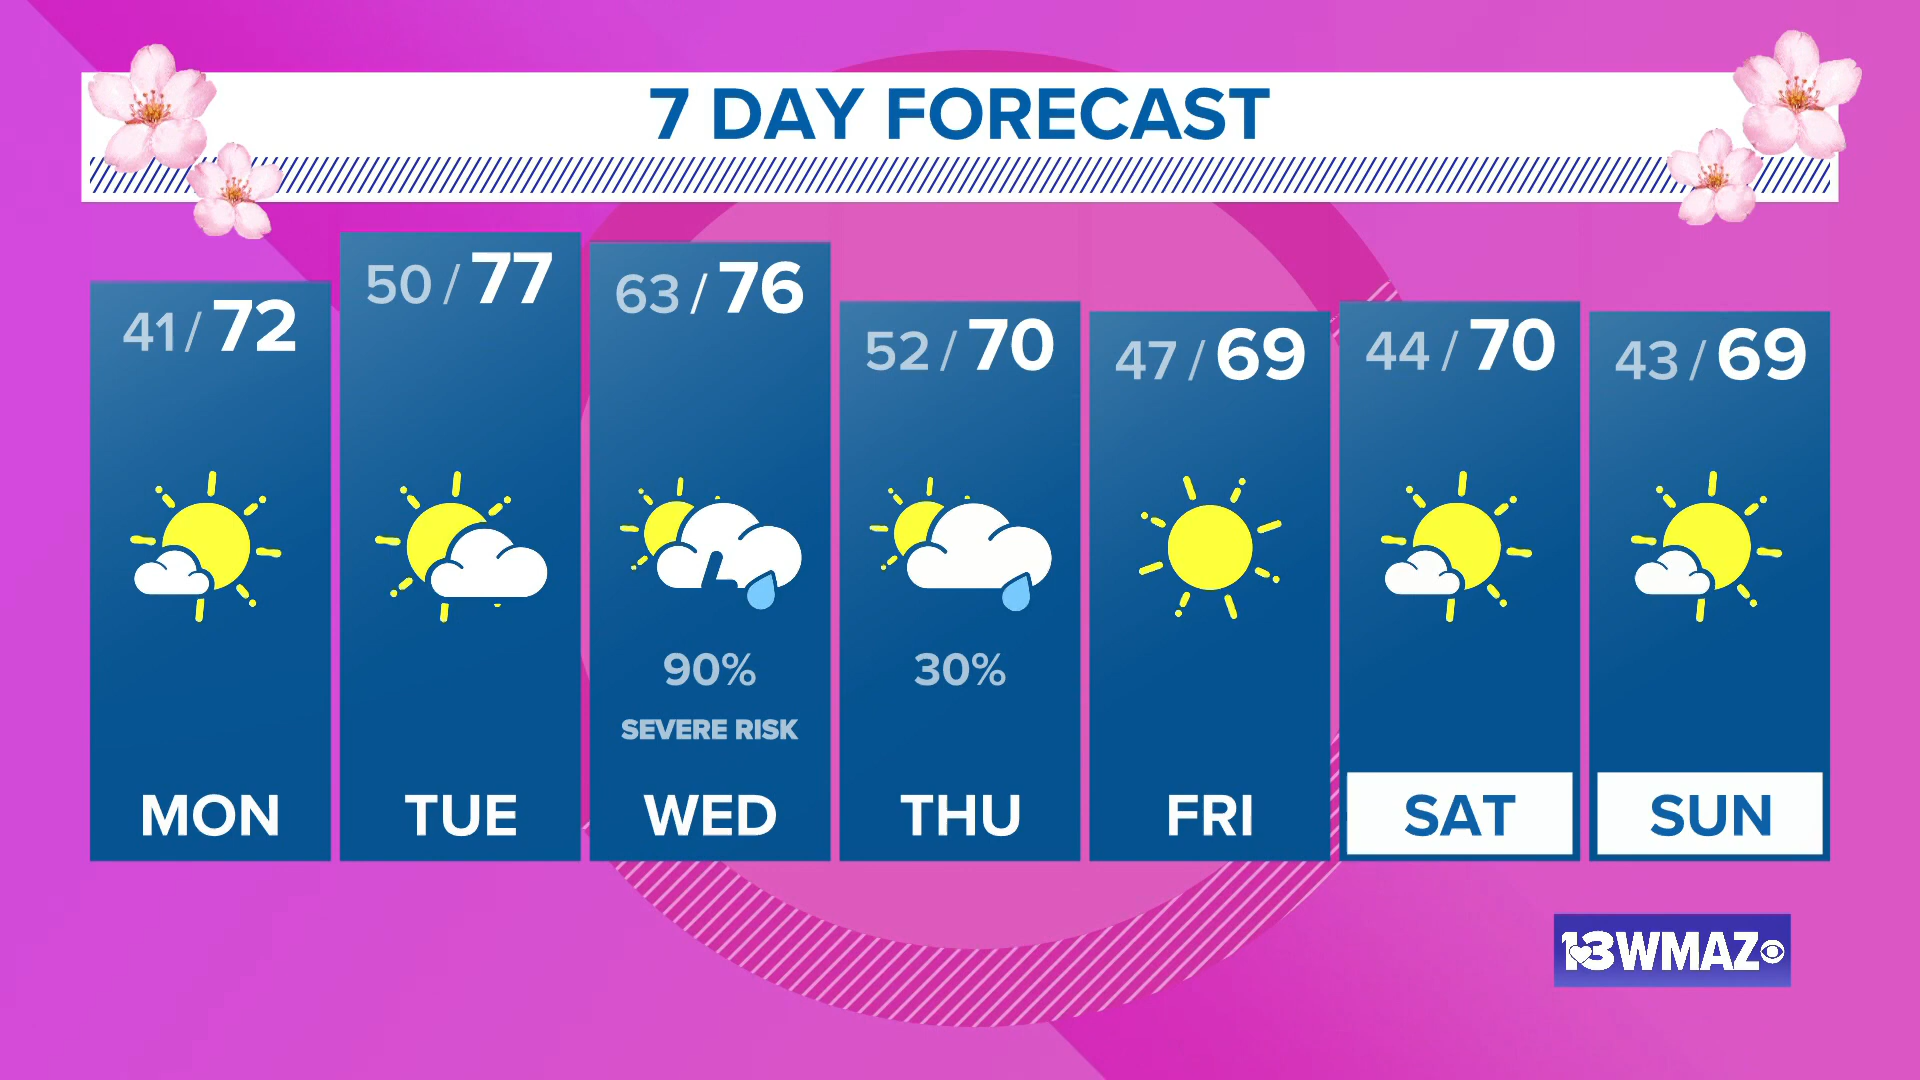 7 DAY FORECAST
41/72
50/77
63/76
52/70
47/69
44/70
43/69
90%
30%
SEVERE RISK
MON
TUE
WED
THU
FRI
SAT
SUN
13WMAZ